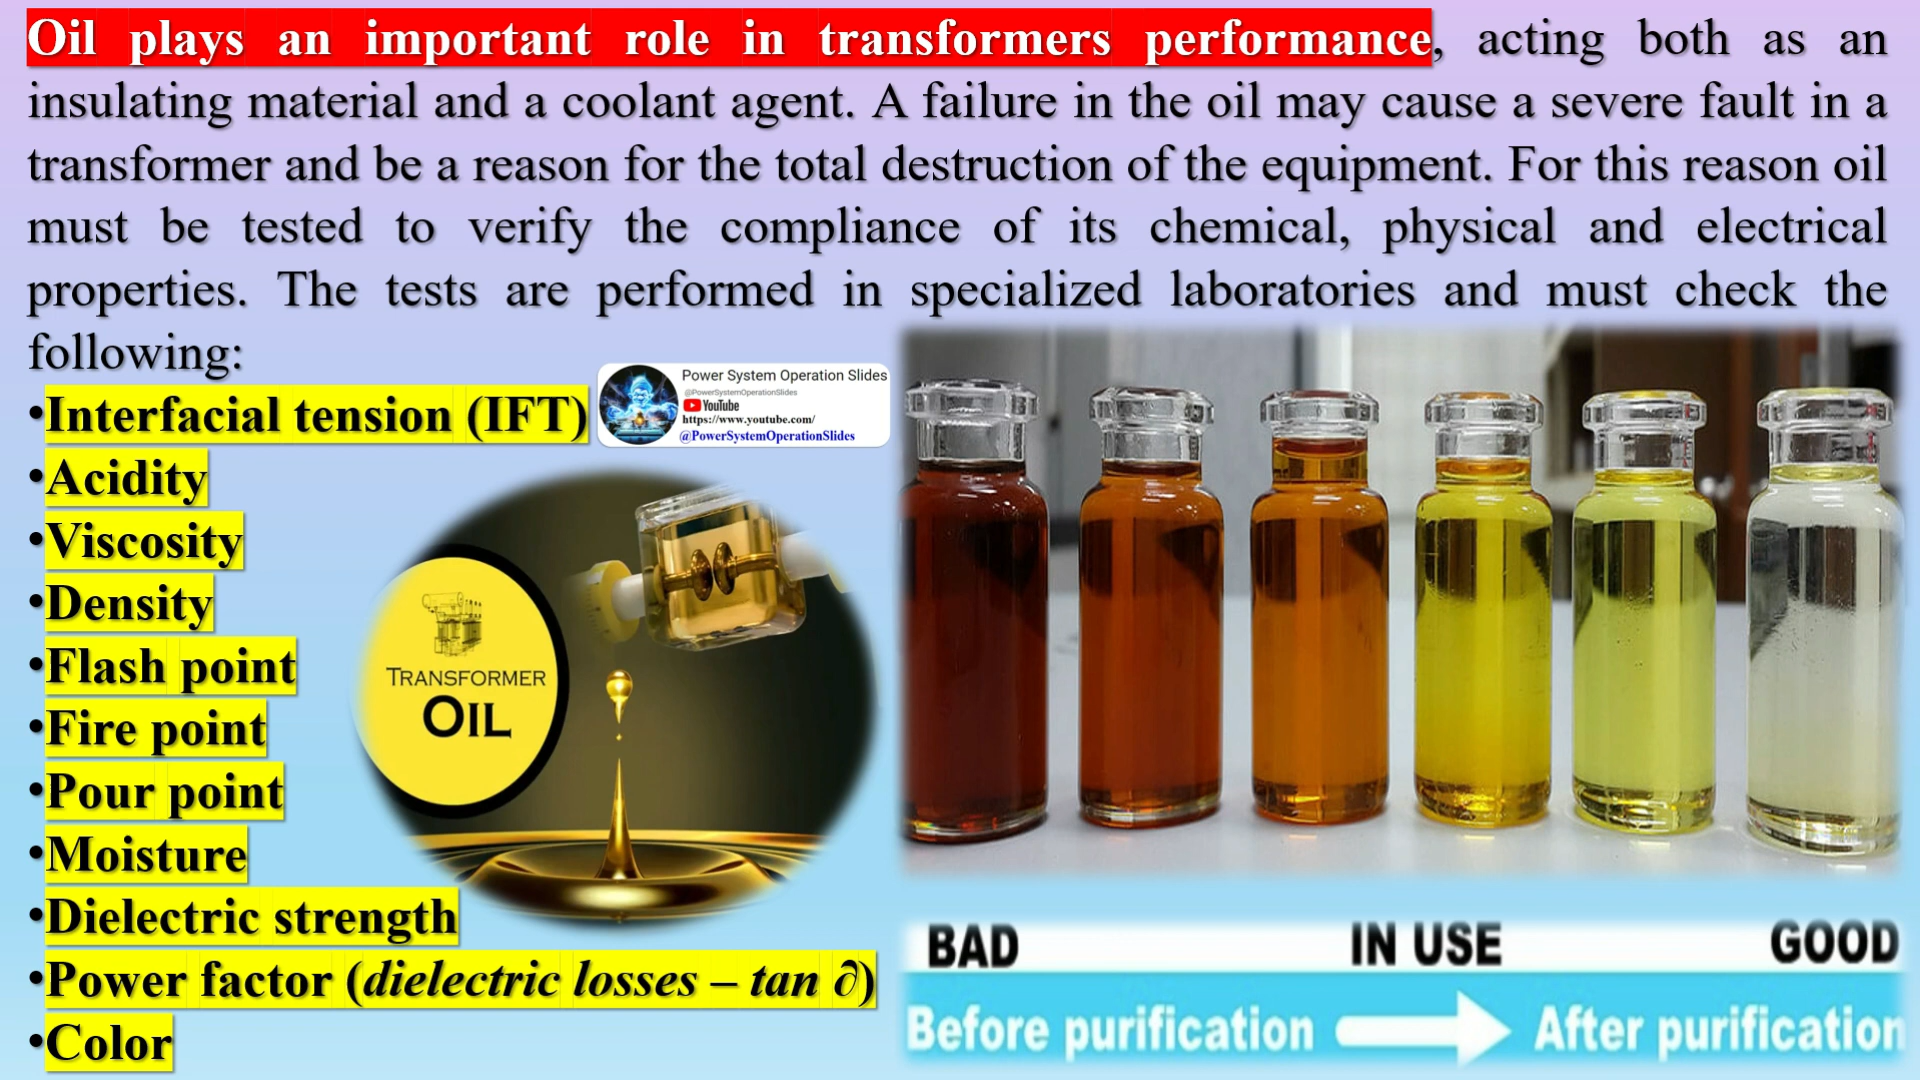 Oil plays an important role in transformers performance, acting both as an
insulating material and a coolant agent. A failure in the oil may cause a severe fault in a
transformer and be a reason for the total destruction of the equipment. For this reason oil
must be tested to verify the compliance of its chemical, physical and electrical
properties. The tests are performed in specialized laboratories and must check the
following:
•Interfacial tension (IFT)
Power System Operation Slides
@PowerSystemOperationSlides
YouTube
https://www.youtube.com/
@PowerSystemOperationSlides
•Acidity
•Viscosity
•Density
•Flash point
•Fire point
•Pour point
•Moisture
•Dielectric strength
•Power factor (dielectric losses – tan ∂)
•Color
TRANSFORMER
OIL
BAD IN USE GOOD
Before purification After purification